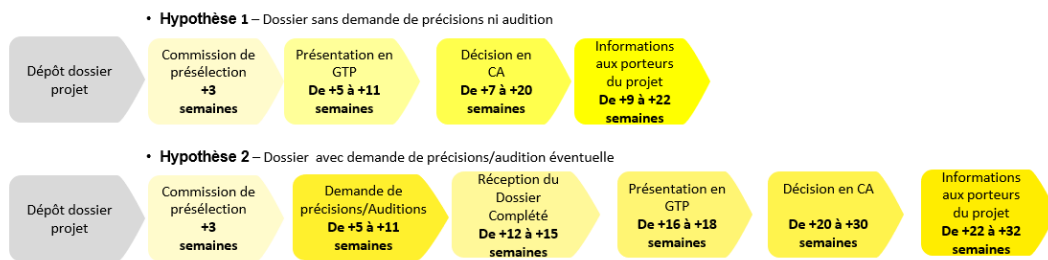 • Hypothèse 1 – Dossier sans demande de précisions ni audition
Dépôt dossier
projet
Commission de
présélection
+3
semaines
Présentation en
GTP
De +5 à +11
semaines
Décision en
CA
De +7 à +20
semaines
Informations
aux porteurs
du projet
De +9 à +22
semaines
• Hypothèse 2 – Dossier avec demande de précisions/audition éventuelle
Dépôt dossier
projet
Commission de
présélection
+3
semaines
Demande de
précisions/Auditions
De +5 à +11
semaines
Réception du
Dossier
Complété
De +12 à +15
semaines
Présentation en
GTP
De +16 à +18
semaines
Décision en CA
De +20 à +30
semaines
Informations
aux porteurs
du projet
De +22 à +32
semaines